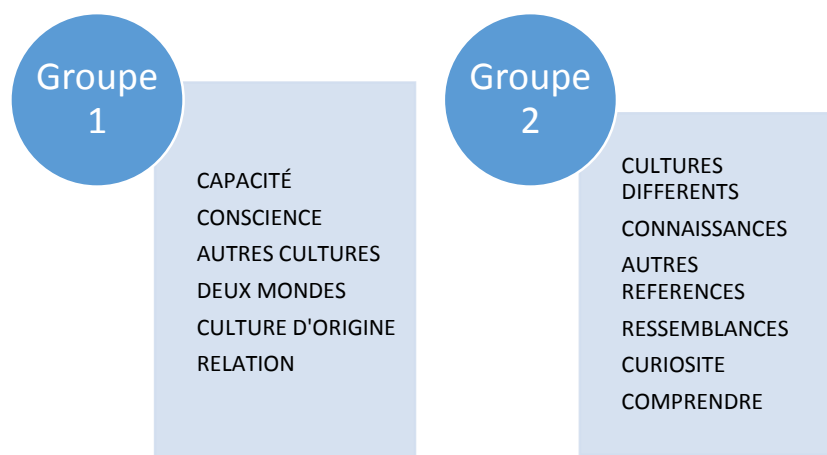 Groupe
1
CAPACITÉ
CONSCIENCE
AUTRES CULTURES
DEUX MONDES
CULTURE D'ORIGINE
RELATION
Groupe
2
CULTURES
DIFFERENTS
CONNAISSANCES
AUTRES
REFERENCES
RESSEMBLANCES
CURIOSITE
COMPRENDRE